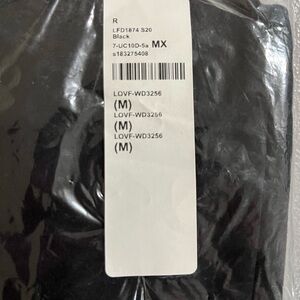 R
LFD1874 S20
Black
7-UC10D-5a MX
s183275408
LOVF-WD3256
(M)
LOVF-WD3256
(M)
LOVF-WD3256
(M)